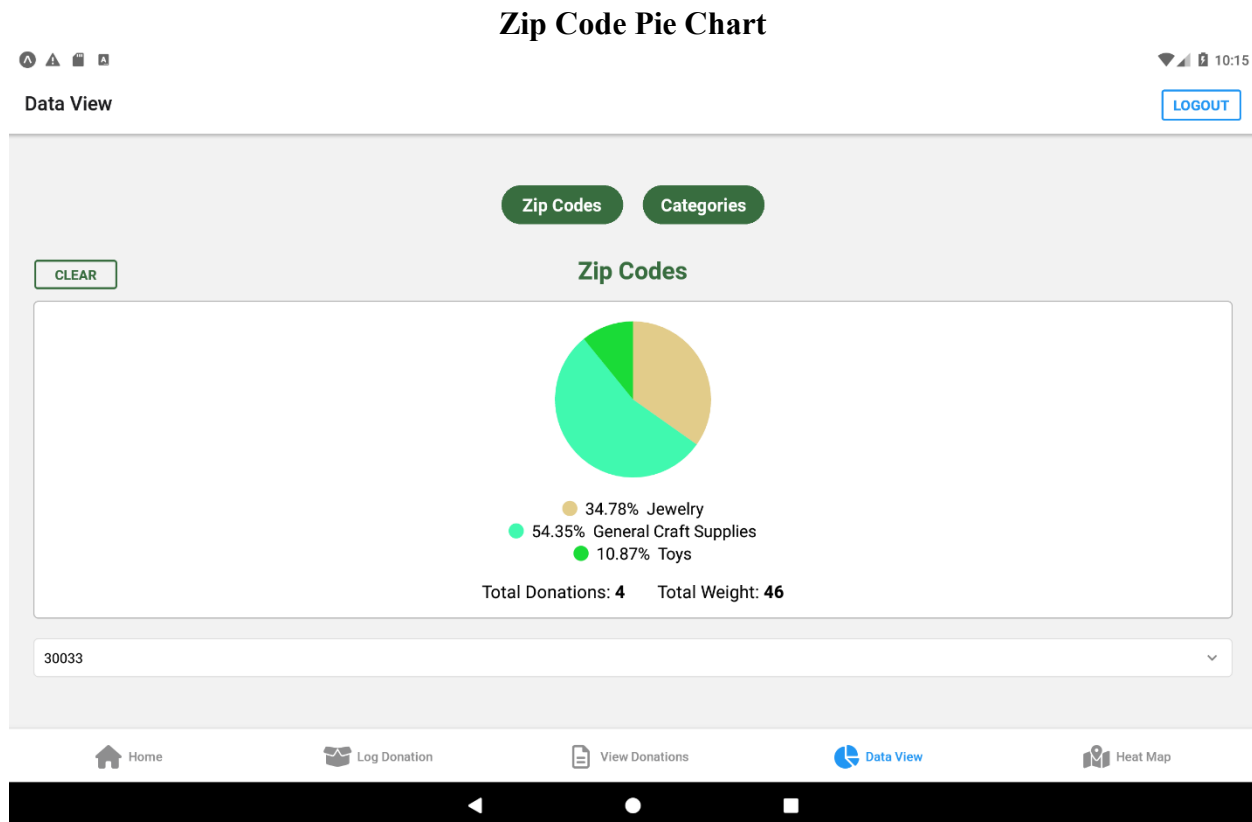 Zip Code Pie Chart
10:15
Data View
LOGOUT
Zip Codes
Categories
CLEAR
Zip Codes
34.78% Jewelry
54.35% General Craft Supplies
10.87% Toys
Total Donations: 4 Total Weight: 46
30033
Home
Log Donation
View Donations
Data View
Heat Map